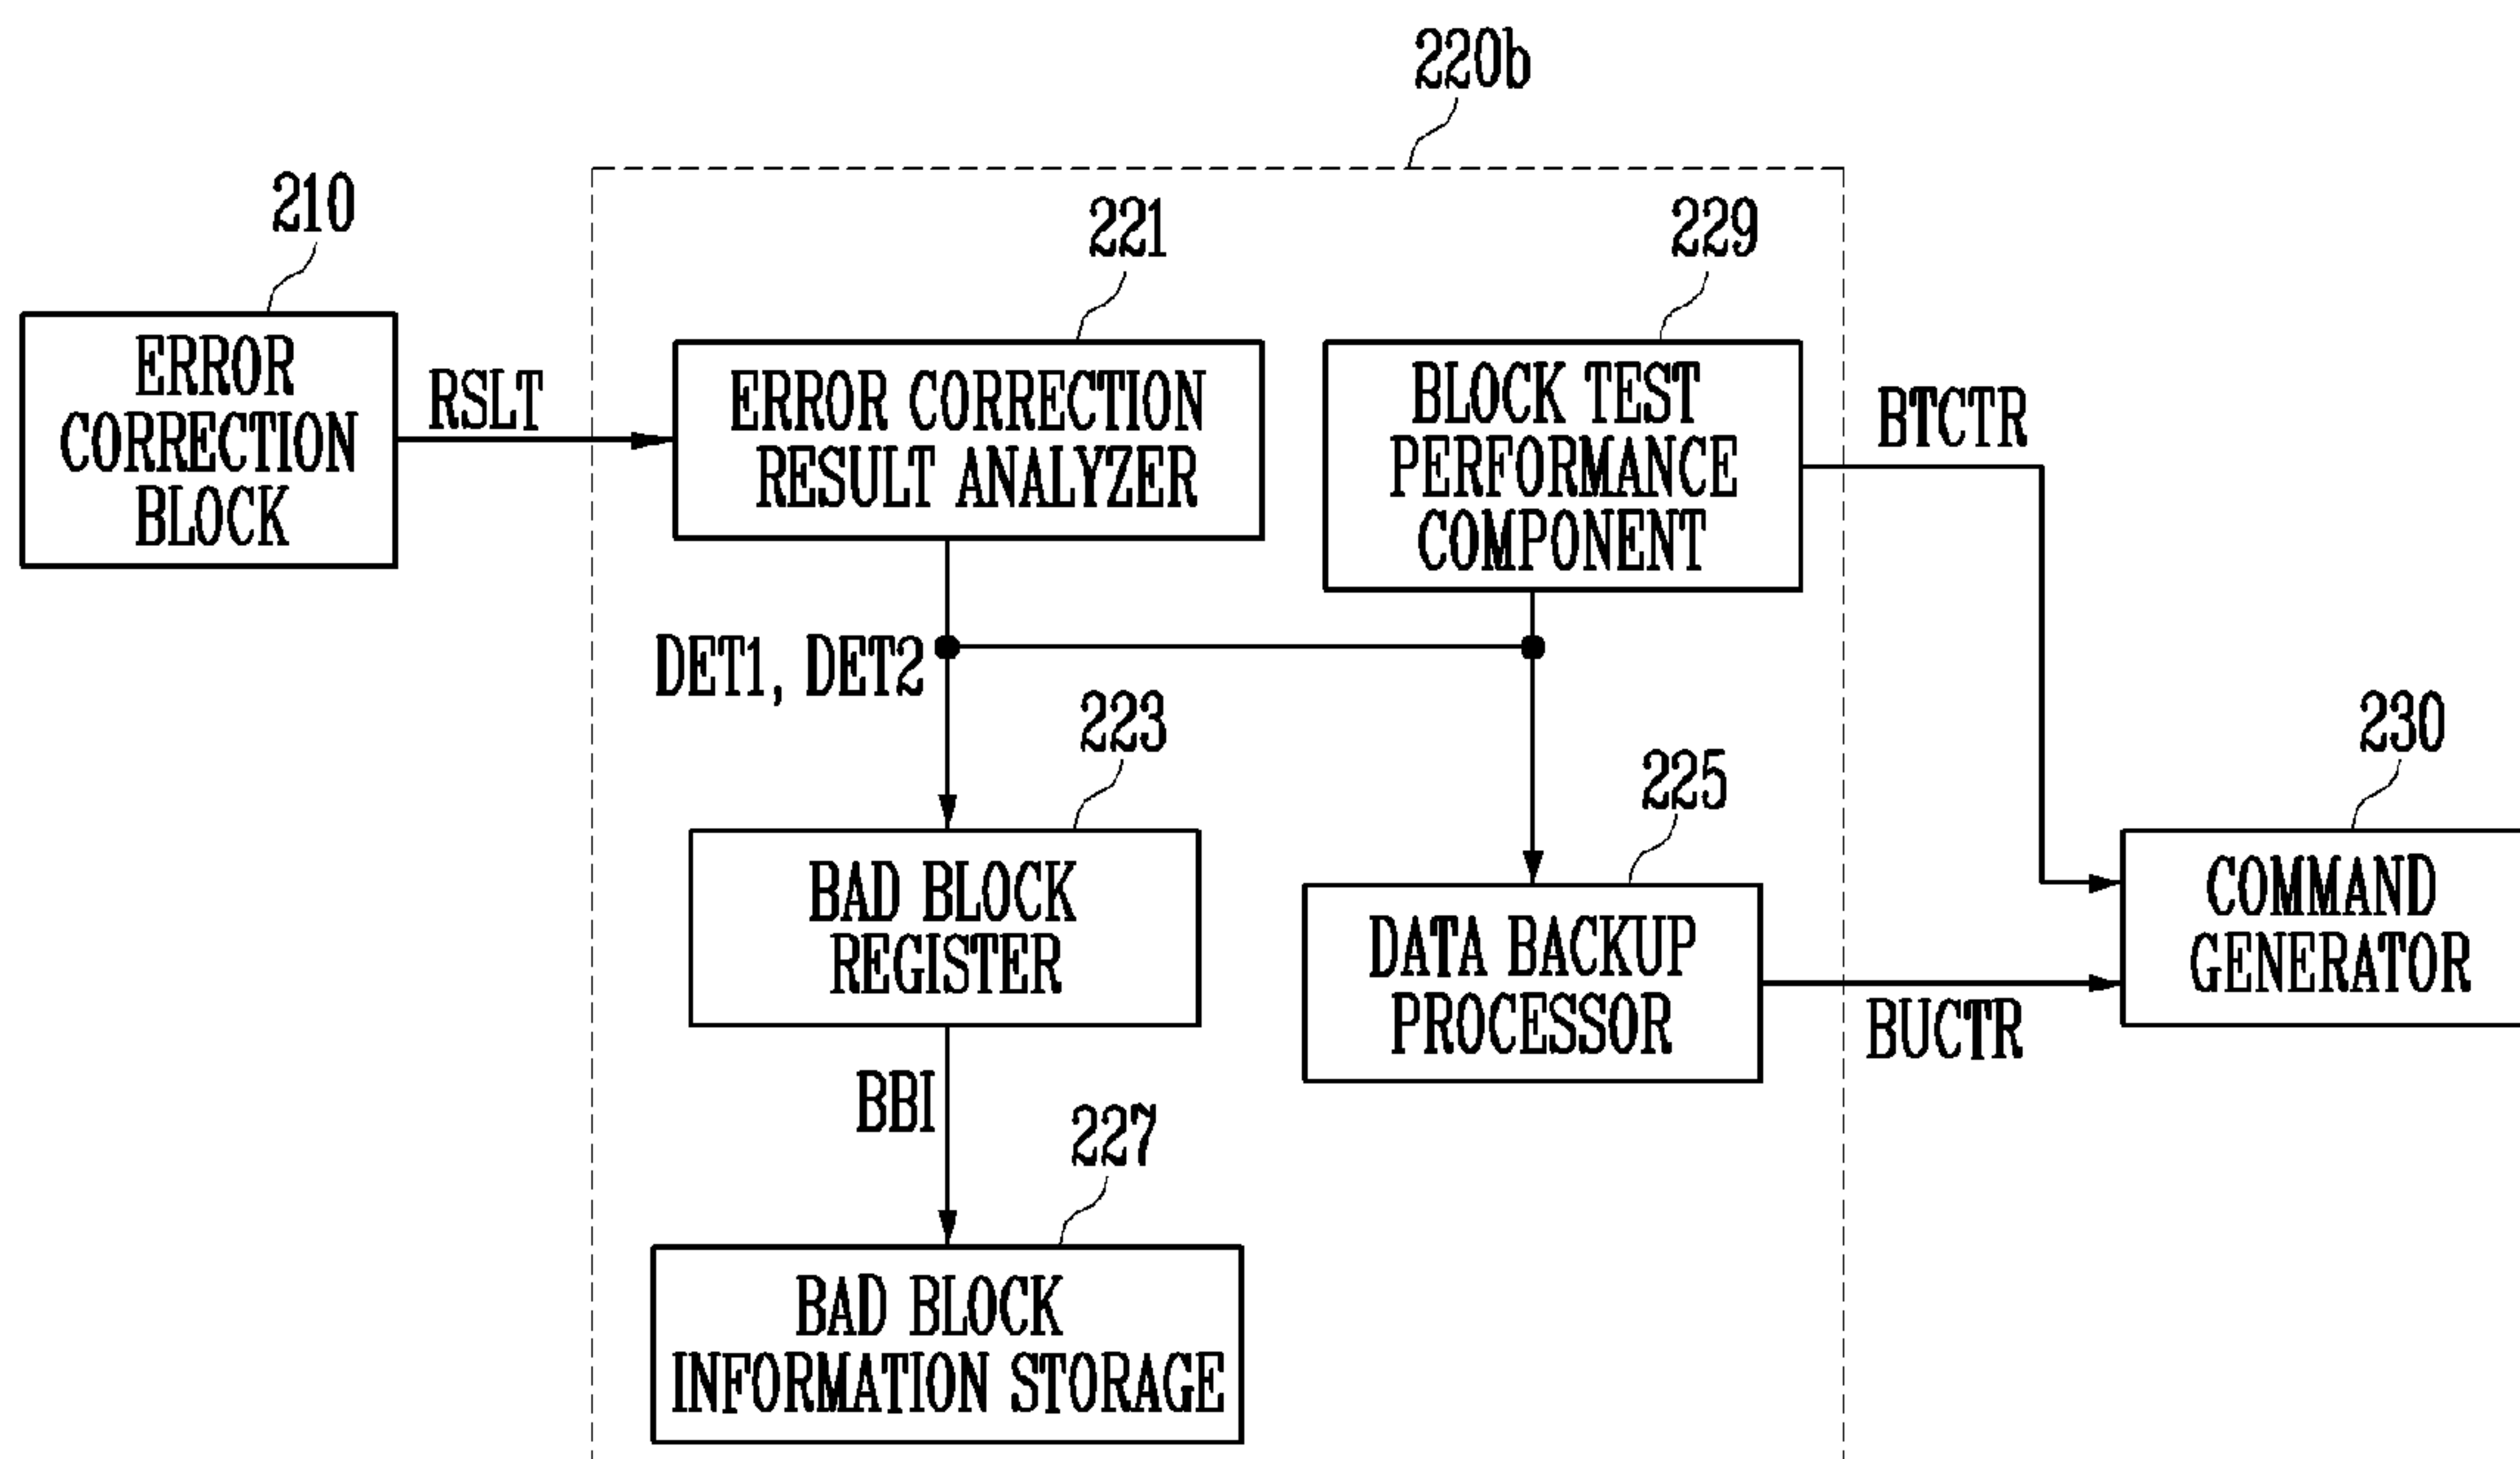 220b
210
221
229
ERROR
CORRECTION
BLOCK
RSLT
ERROR CORRECTION
RESULT ANALYZER
BLOCK TEST
PERFORMANCE
COMPONENT
BTCTR
DET1, DET2
223
225
230
BAD BLOCK
REGISTER
DATA BACKUP
PROCESSOR
COMMAND
GENERATOR
BUCTR
BBI
227
BAD BLOCK
INFORMATION STORAGE